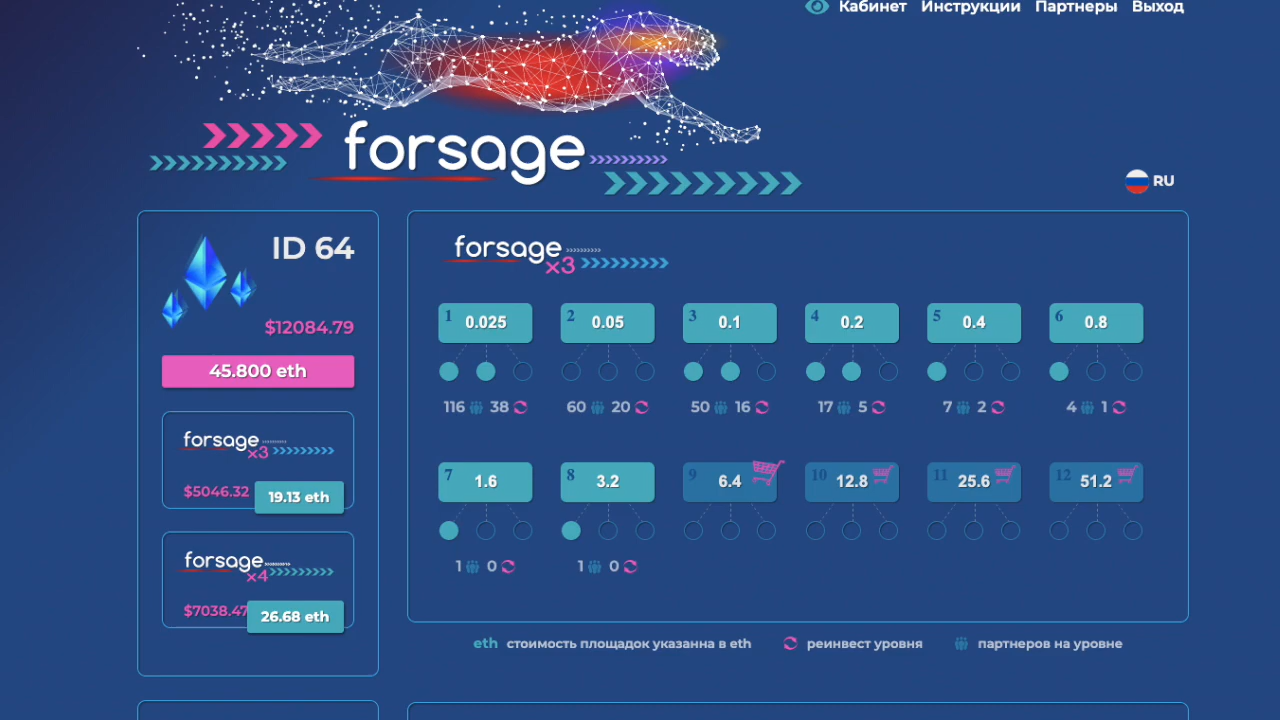 Кабинет Инструкции Партнеры Выход
forsage
RU
ID 64
$12084.79
45.800 eth
forsage
x3
$5046.32 19.13 eth
forsage
x4
$7038.47 26.68 eth
forsage
x3
1 0.025 2 0.05 3 0.1 4 0.2 5 0.4 6 0.8
116 38 60 20 50 16 17 5 7 2 4 1
7 1.6 8 3.2 9 6.4 10 12.8 11 25.6 12 51.2
1 0 1 0
eth стоимость площадок указанна в eth реинвест уровня партнеров на уровне